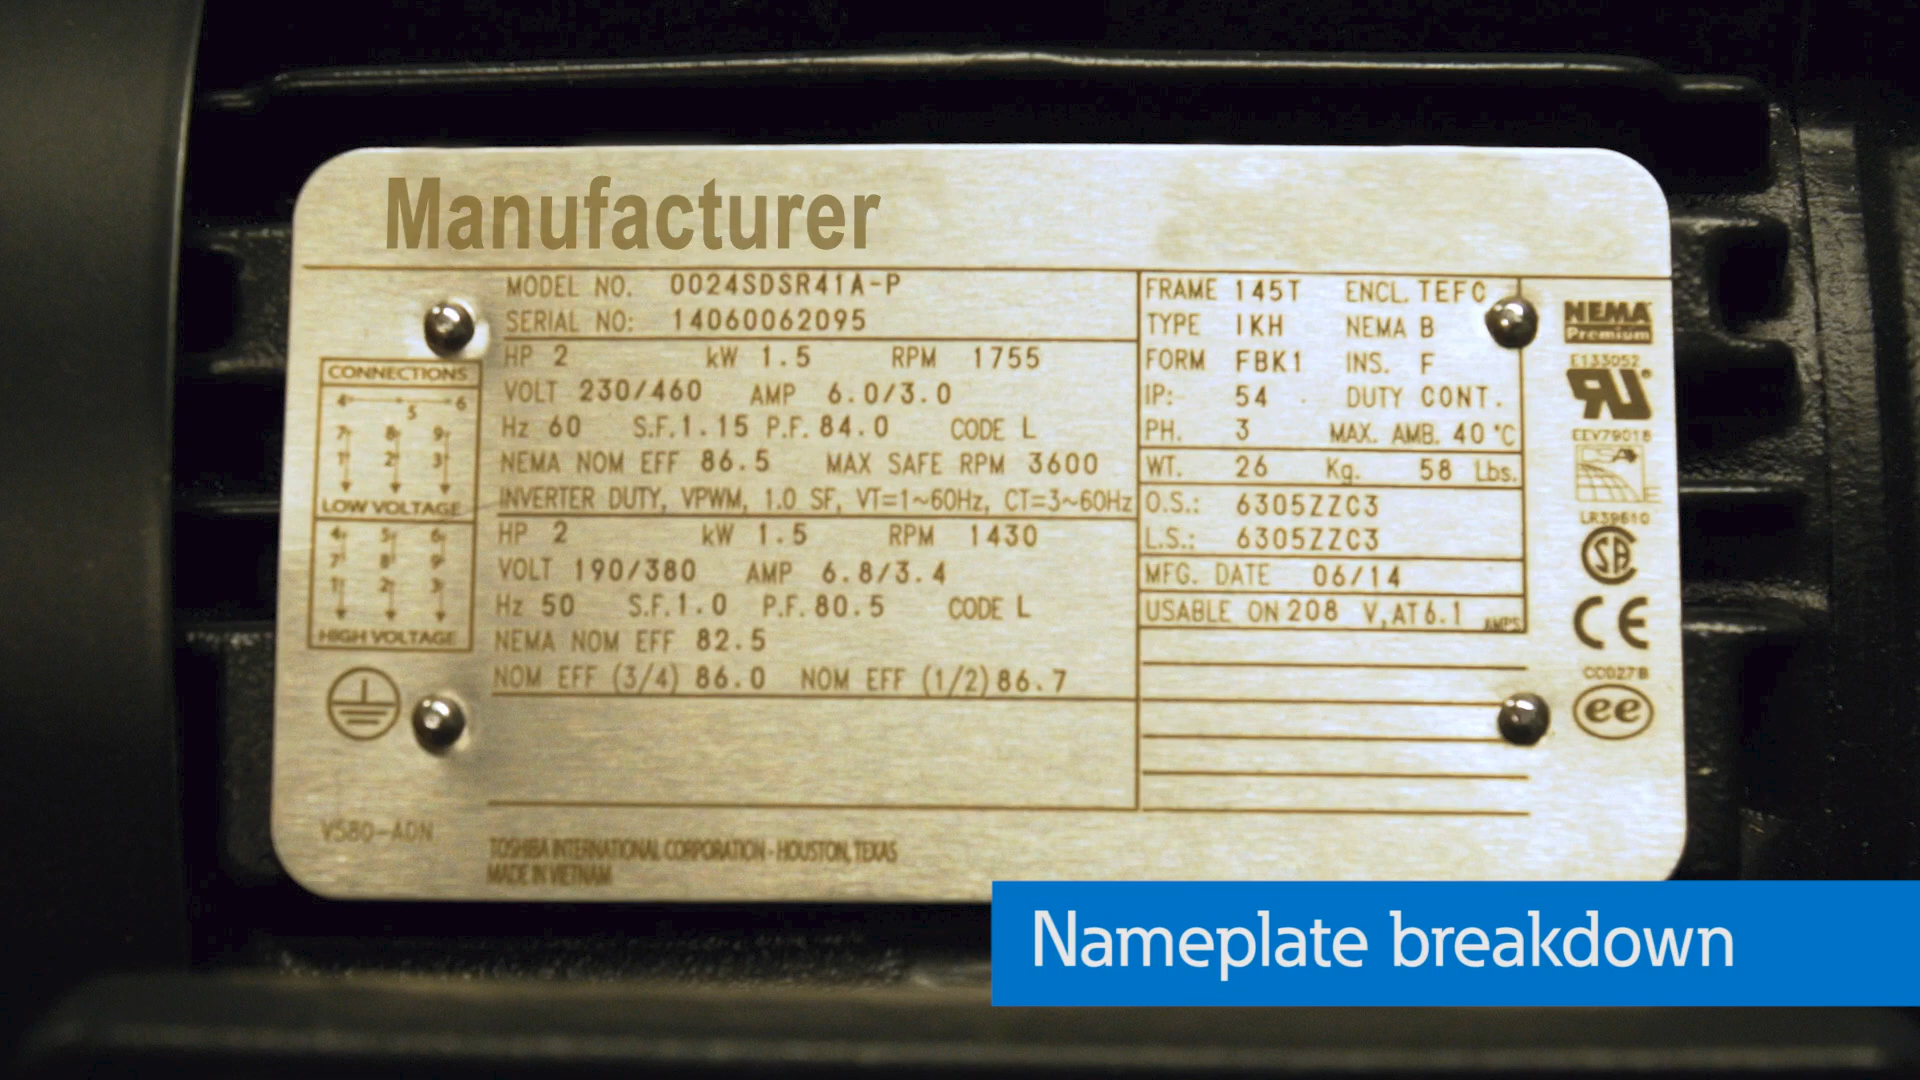 Manufacturer
MODEL NO. 0024SDSR41A-P
SERIAL NO: 14060062095
HP 2 kW 1.5 RPM 1755
VOLT 230/460 AMP 6.0/3.0
Hz 60 S.F. 1.15 P.F. 84.0 CODE L
NEMA NOM EFF 86.5 MAX SAFE RPM 3600
INVERTER DUTY, VPWM, 1.0 SF, VT=1~60Hz, CT=3~60Hz
HP 2 kW 1.5 RPM 1430
VOLT 190/380 AMP 6.8/3.4
Hz 50 S.F. 1.0 P.F. 80.5 CODE L
NEMA NOM EFF 82.5
NOM EFF (3/4) 86.0 NOM EFF (1/2) 86.7
FRAME 145T ENCL. TEFC
TYPE IKH NEMA B
FORM FBK1 INS. F
IP: 54 DUTY CONT.
PH. 3 MAX. AMB. 40 °C
WT. 26 Kg. 58 Lbs.
O.S.: 6305ZZC3
L.S.: 6305ZZC3
MFG. DATE 06/14
USABLE ON 208 V, AT 6.1 AMPS
CONNECTIONS
4 5 6
7 8 9
1 2 3
LOW VOLTAGE
4 5 6
7 8 9
1 2 3
HIGH VOLTAGE
NEMA
Premium
E133052
EEV79018
LR39610
CE
CC027B
ee
VS80-ADN
TOSHIBA INTERNATIONAL CORPORATION - HOUSTON, TEXAS
MADE IN VIETNAM
Nameplate breakdown